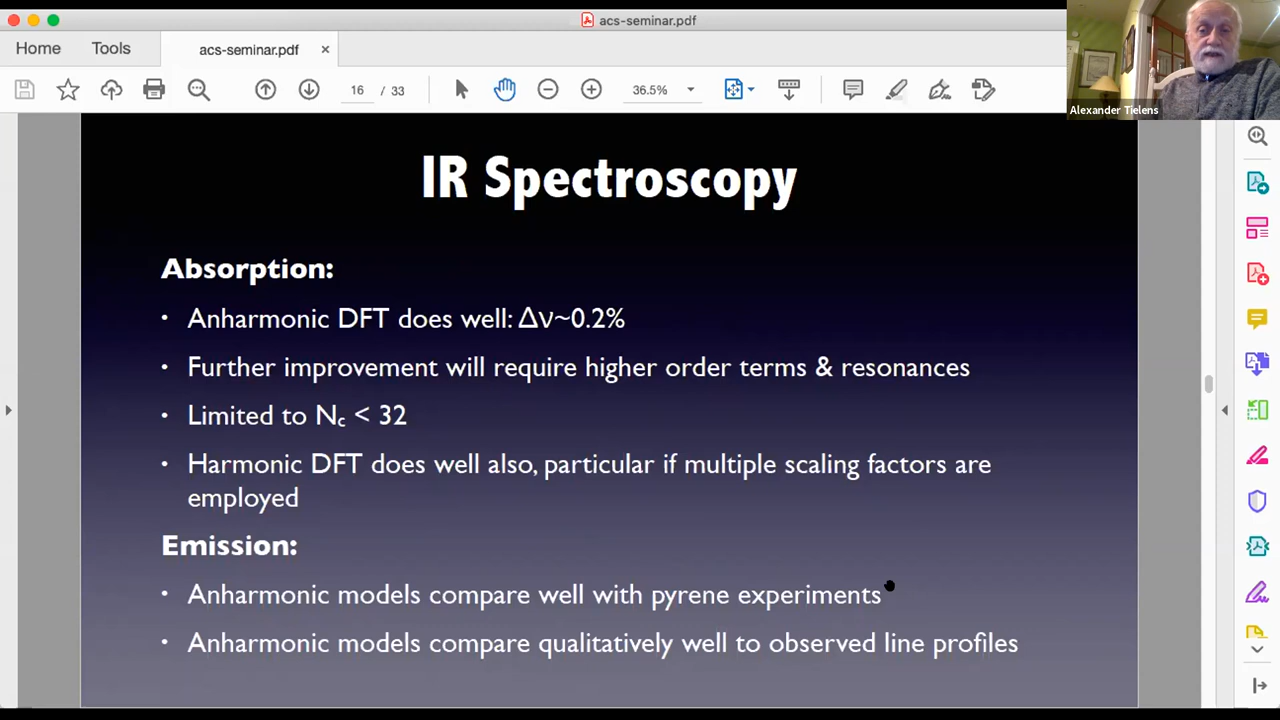 acs-seminar.pdf
Home
Tools
acs-seminar.pdf
16 / 33
36.5%
Alexander Tielens
IR Spectroscopy
Absorption:
• Anharmonic DFT does well: Δν~0.2%
• Further improvement will require higher order terms & resonances
• Limited to Nc < 32
• Harmonic DFT does well also, particular if multiple scaling factors are
employed
Emission:
• Anharmonic models compare well with pyrene experiments
• Anharmonic models compare qualitatively well to observed line profiles